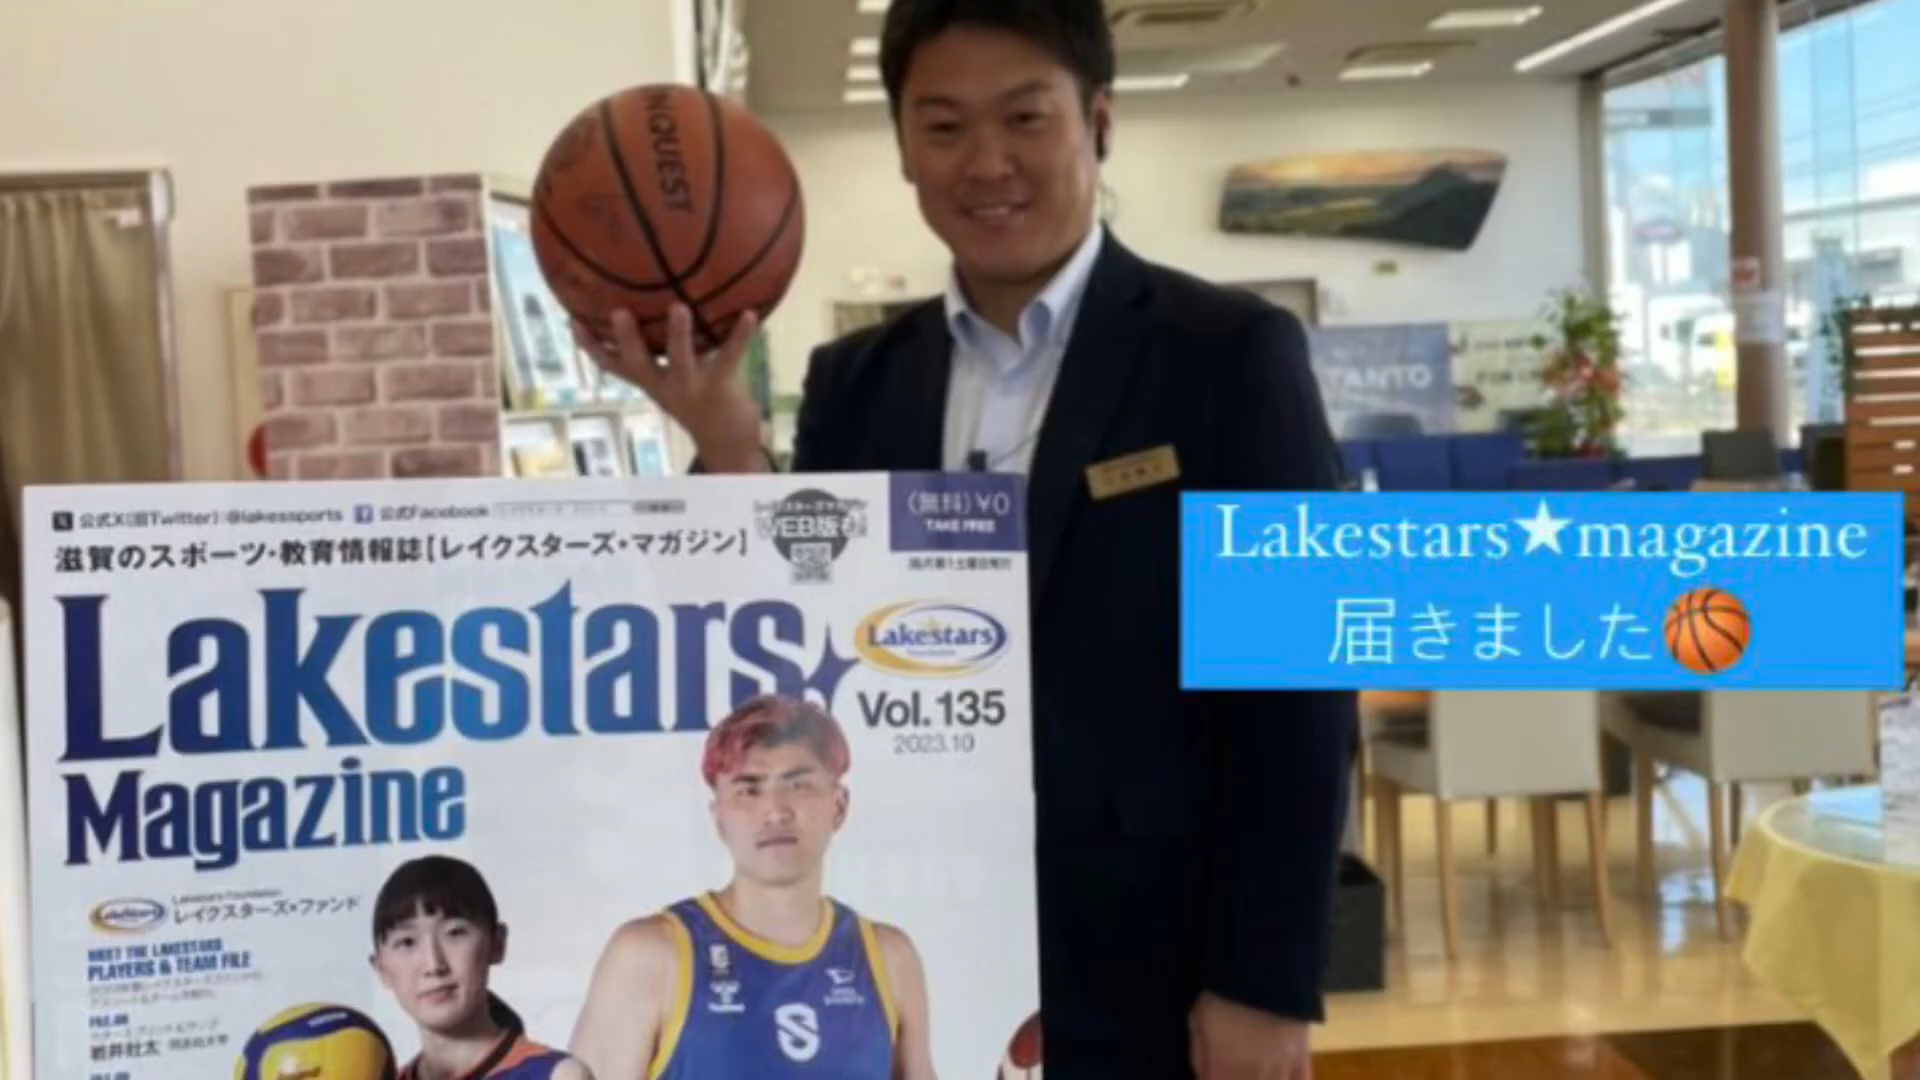 NQUEST
TANTO
公式X(旧Twitter):@lakessports
公式Facebook
WEB版も
(無料)¥0
TAKE FREE
滋賀のスポーツ・教育情報誌【レイクスターズ・マガジン】
Lakestars
Magazine
Lakestars
Vol.135
2023.10
レイクスターズ・ファンド
MEET THE LAKESTARS
PLAYERS & TEAM FILE
S
Lakestars★magazine
届きました🏀